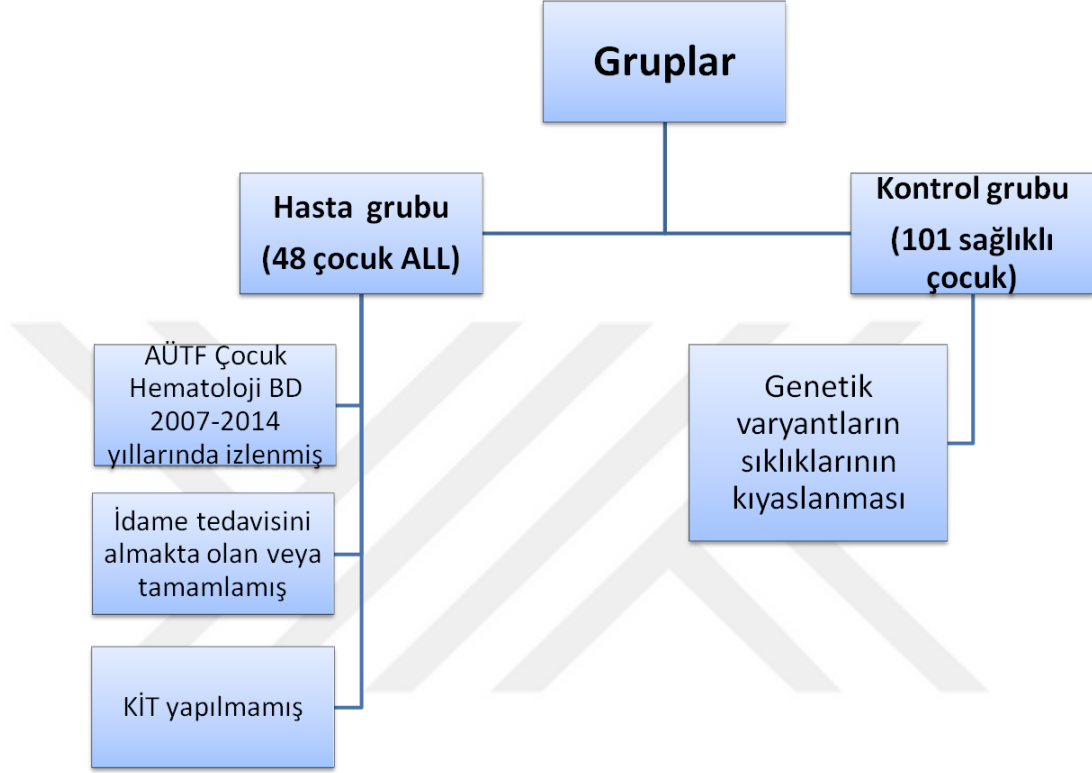 Gruplar
Hasta grubu
(48 çocuk ALL)
Kontrol grubu
(101 sağlıklı
çocuk)
AÜTF Çocuk
Hematoloji BD
2007-2014
yıllarında izlenmiş
İdame tedavisini
almakta olan veya
tamamlamış
KİT yapılmamış
Genetik
varyantların
sıklıklarının
kıyaslanması